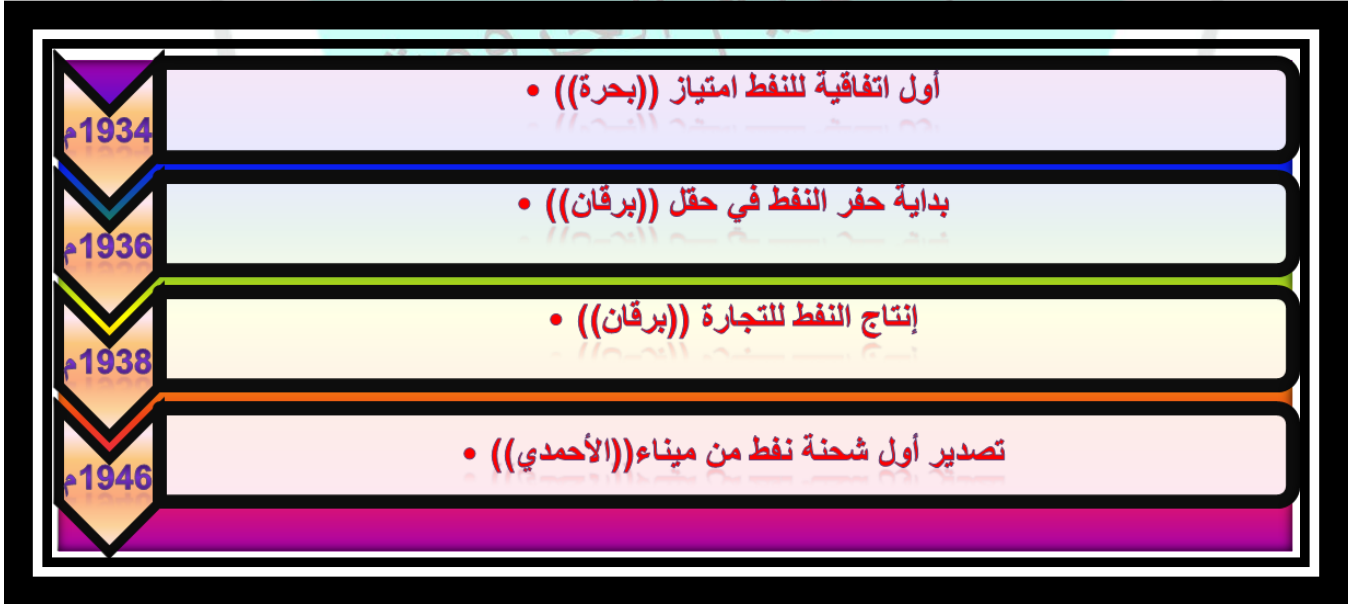 أول اتفاقية للنفط امتياز ((بحرة)) •
1934م
بداية حفر النفط في حقل ((برقان)) •
1936م
إنتاج النفط للتجارة ((برقان)) •
1938م
تصدير أول شحنة نفط من ميناء((الأحمدي)) •
1946م